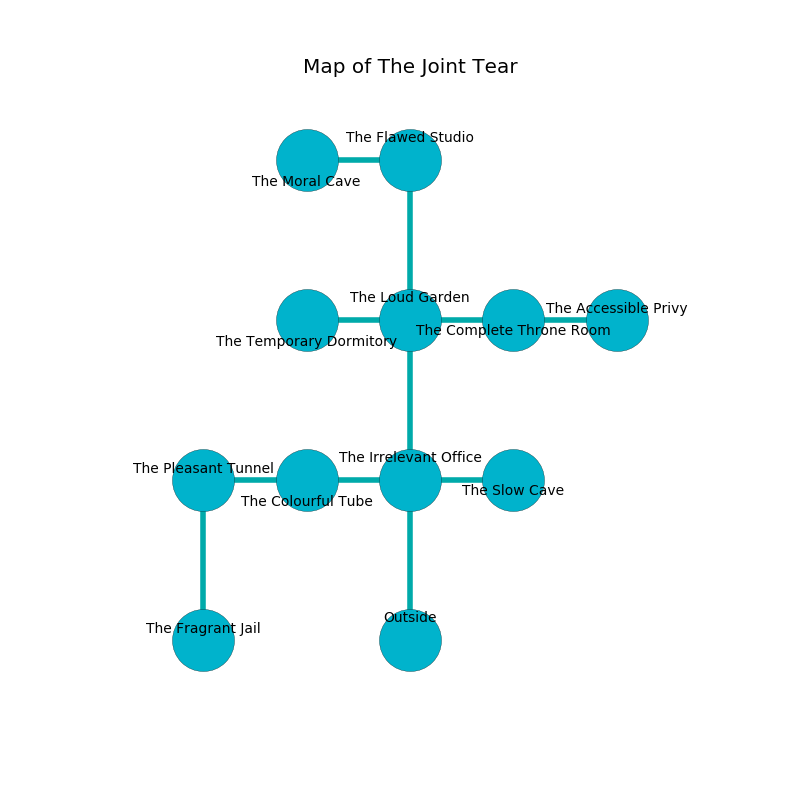 Map of The Joint Tear
The Flawed Studio
The Moral Cave
The Loud Garden
The Accessible Privy
The Complete Throne Room
The Temporary Dormitory
The Irrelevant Office
The Pleasant Tunnel
The Slow Cave
The Colourful Tube
Outside
The Fragrant Jail